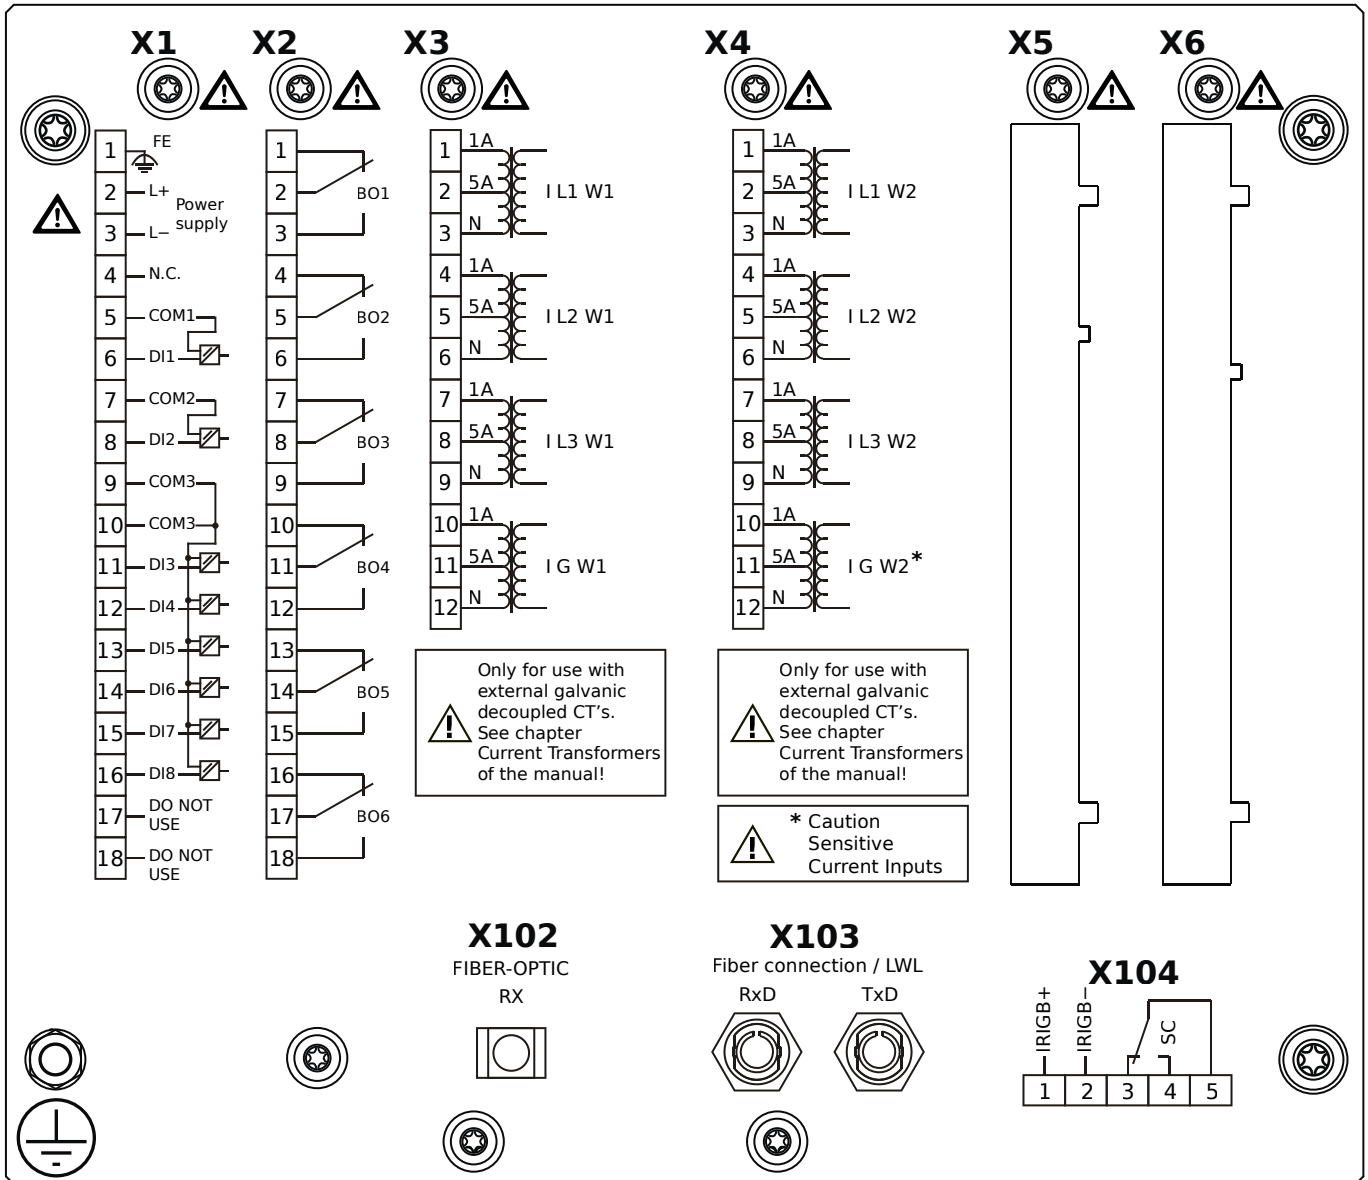 X1
X2
X3
X4
X5
X6
1
FE
2
L+
Power
supply
3
L−
4
N.C.
5
COM1
6
DI1
7
COM2
8
DI2
9
COM3
10
COM3
11
DI3
12
DI4
13
DI5
14
DI6
15
DI7
16
DI8
17
DO NOT
USE
18
DO NOT
USE
1
2
BO1
3
4
5
BO2
6
7
8
BO3
9
10
11
BO4
12
13
14
BO5
15
16
17
BO6
18
1
1A
2
5A
I L1 W1
3
N
4
1A
5
5A
I L2 W1
6
N
7
1A
8
5A
I L3 W1
9
N
10
1A
11
5A
I G W1
12
N
Only for use with
external galvanic
decoupled CT's.
See chapter
Current Transformers
of the manual!
1
1A
2
5A
I L1 W2
3
N
4
1A
5
5A
I L2 W2
6
N
7
1A
8
5A
I L3 W2
9
N
10
1A
11
5A
I G W2*
12
N
Only for use with
external galvanic
decoupled CT's.
See chapter
Current Transformers
of the manual!
* Caution
Sensitive
Current Inputs
X102
FIBER-OPTIC
RX
X103
Fiber connection / LWL
RxD
TxD
X104
IRIGB+
IRIGB−
SC
1 2 3 4 5